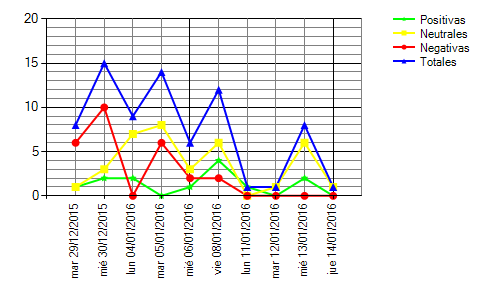 20
15
10
5
0
Positivas
Neutrales
Negativas
Totales
mar 29/12/2015
mié 30/12/2015
lun 04/01/2016
mar 05/01/2016
mié 06/01/2016
vie 08/01/2016
lun 11/01/2016
mar 12/01/2016
mié 13/01/2016
jue 14/01/2016